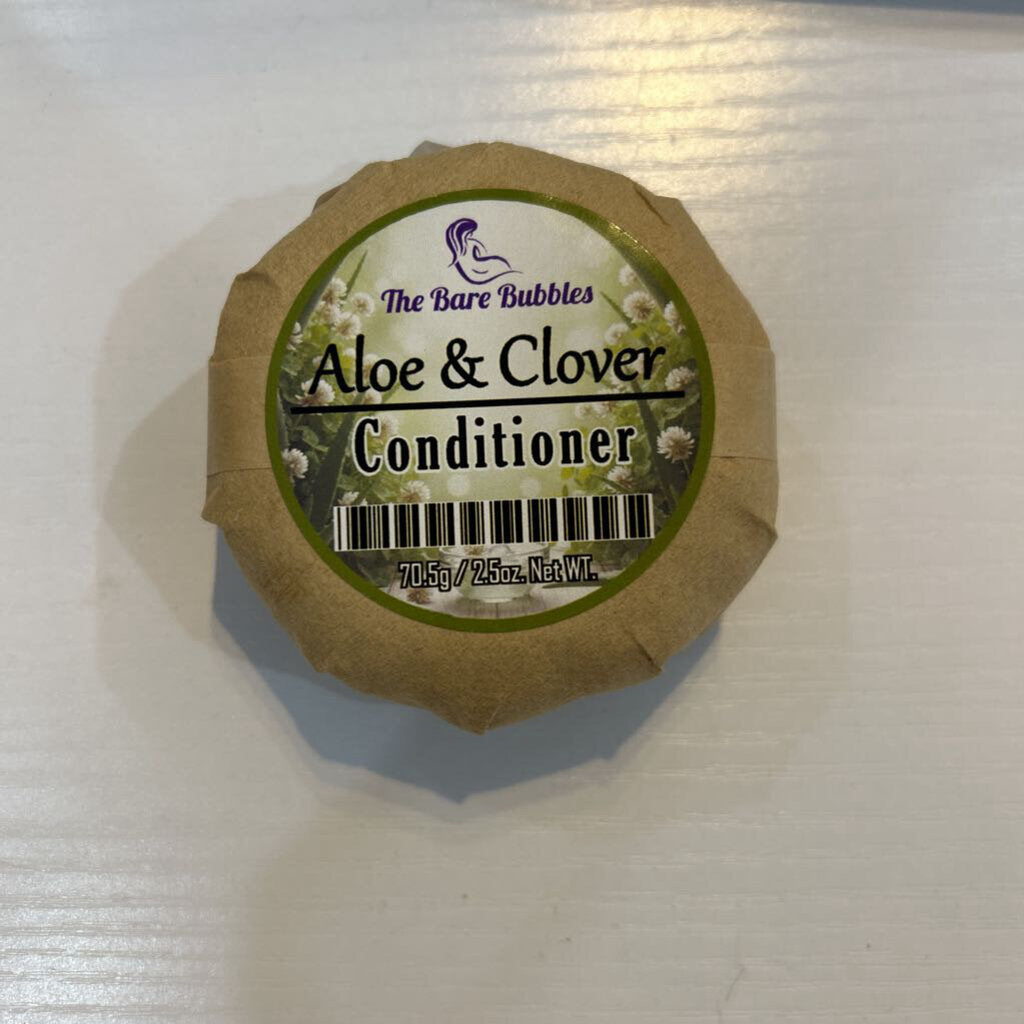 The Bare Bubbles
Aloe & Clover
Conditioner
70.5g / 2.5oz. Net WT.